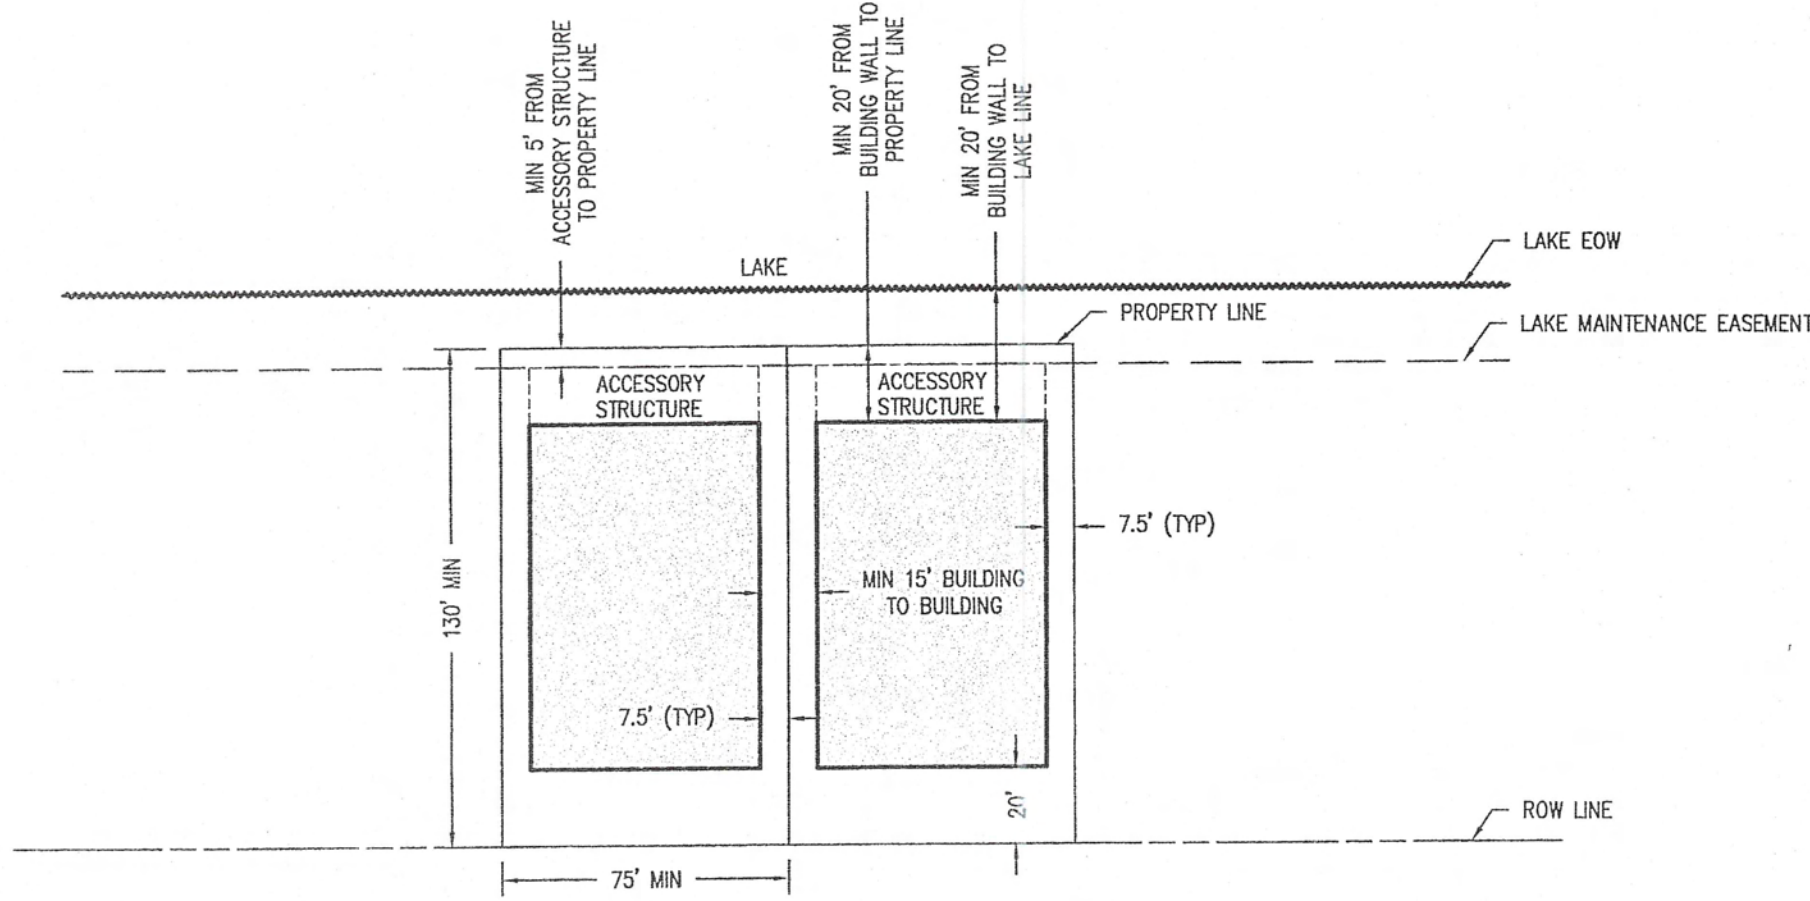 MIN 5' FROM
ACCESSORY STRUCTURE
TO PROPERTY LINE
MIN 20' FROM
BUILDING WALL TO
PROPERTY LINE
MIN 20' FROM
BUILDING WALL TO
LAKE LINE
LAKE
LAKE EOW
PROPERTY LINE
LAKE MAINTENANCE EASEMENT
ACCESSORY
STRUCTURE
ACCESSORY
STRUCTURE
7.5' (TYP)
130' MIN
MIN 15' BUILDING
TO BUILDING
7.5' (TYP)
20'
ROW LINE
75' MIN